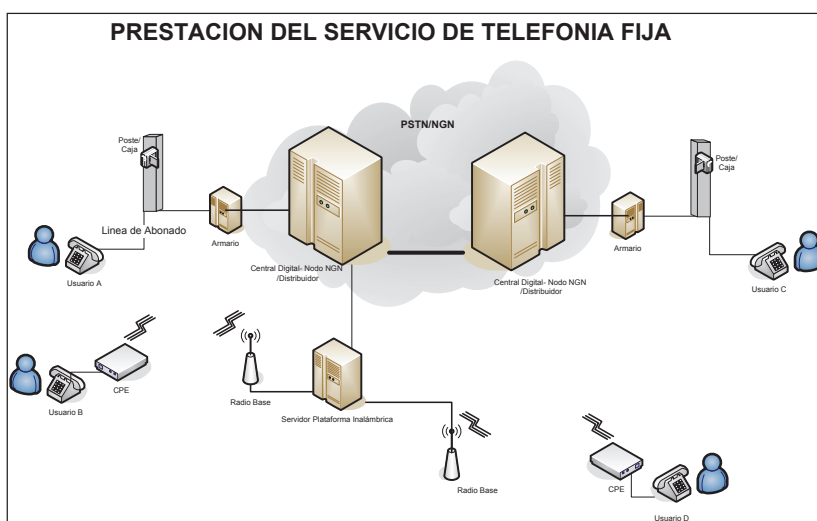 PRESTACION DEL SERVICIO DE TELEFONIA FIJA
PSTN/NGN
Poste/
Caja
Poste/
Caja
Linea de Abonado
Armario
Armario
Usuario A
Central Digital- Nodo NGN
/Distribuidor
Central Digital- Nodo NGN
/Distribuidor
Usuario C
CPE
Usuario B
Radio Base
Servidor Plataforma Inalámbrica
Radio Base
CPE
Usuario D